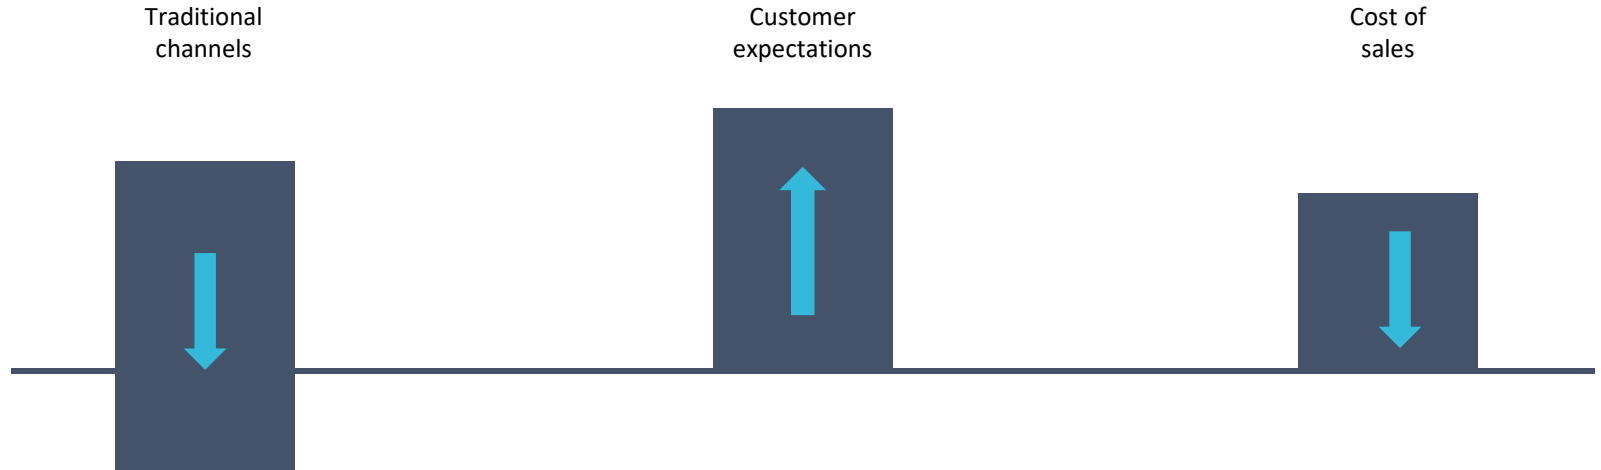 Traditional
channels
Customer
expectations
Cost of
sales